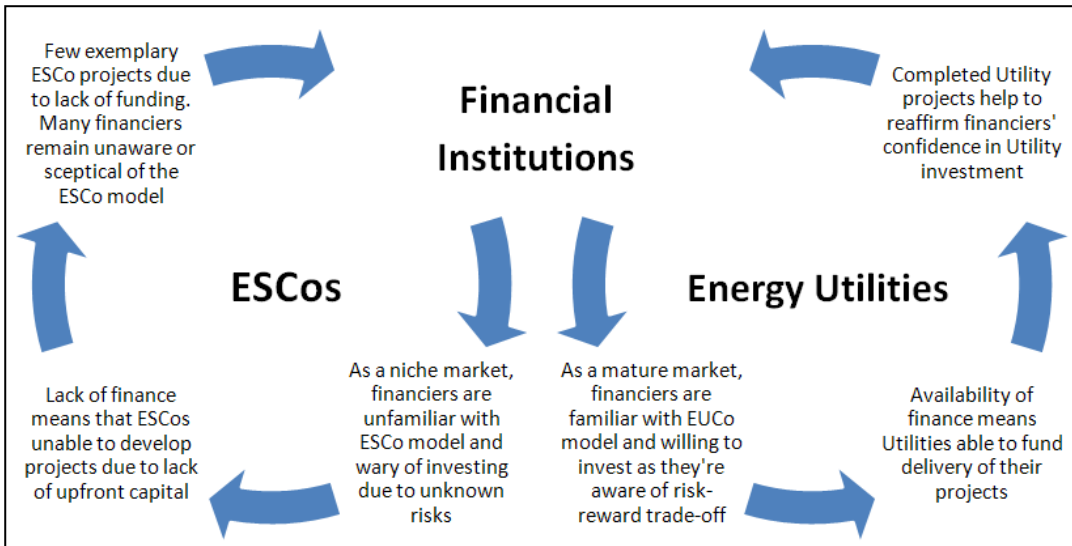 Few exemplary
ESCo projects due
to lack of funding.
Many financiers
remain unaware or
sceptical of the
ESCo model
Financial
Institutions
Completed Utility
projects help to
reaffirm financiers'
confidence in Utility
investment
ESCos
Energy Utilities
Lack of finance
means that ESCos
unable to develop
projects due to lack
of upfront capital
As a niche market,
financiers are
unfamiliar with
ESCo model and
wary of investing
due to unknown
risks
As a mature market,
financiers are
familiar with EUCo
model and willing to
invest as they're
aware of risk-
reward trade-off
Availability of
finance means
Utilities able to fund
delivery of their
projects